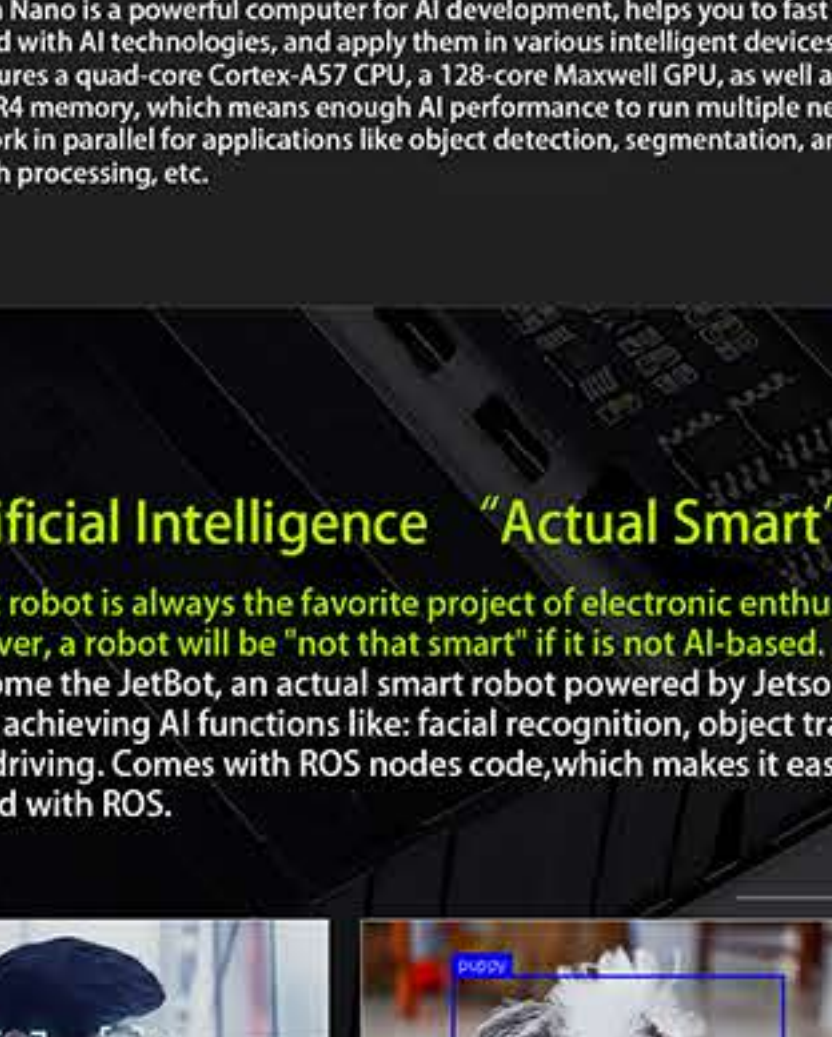 Nano is a powerful computer for AI development, helps you to fast
d with AI technologies, and apply them in various intelligent devices
ures a quad-core Cortex-A57 CPU, a 128-core Maxwell GPU, as well a
R4 memory, which means enough AI performance to run multiple ne
rk in parallel for applications like object detection, segmentation, an
h processing, etc.
ificial Intelligence “Actual Smart”
robot is always the favorite project of electronic enthu
ver, a robot will be "not that smart" if it is not AI-based.
ome the JetBot, an actual smart robot powered by Jetso
achieving AI functions like: facial recognition, object tra
driving. Comes with ROS nodes code,which makes it eas
d with ROS.
puppy